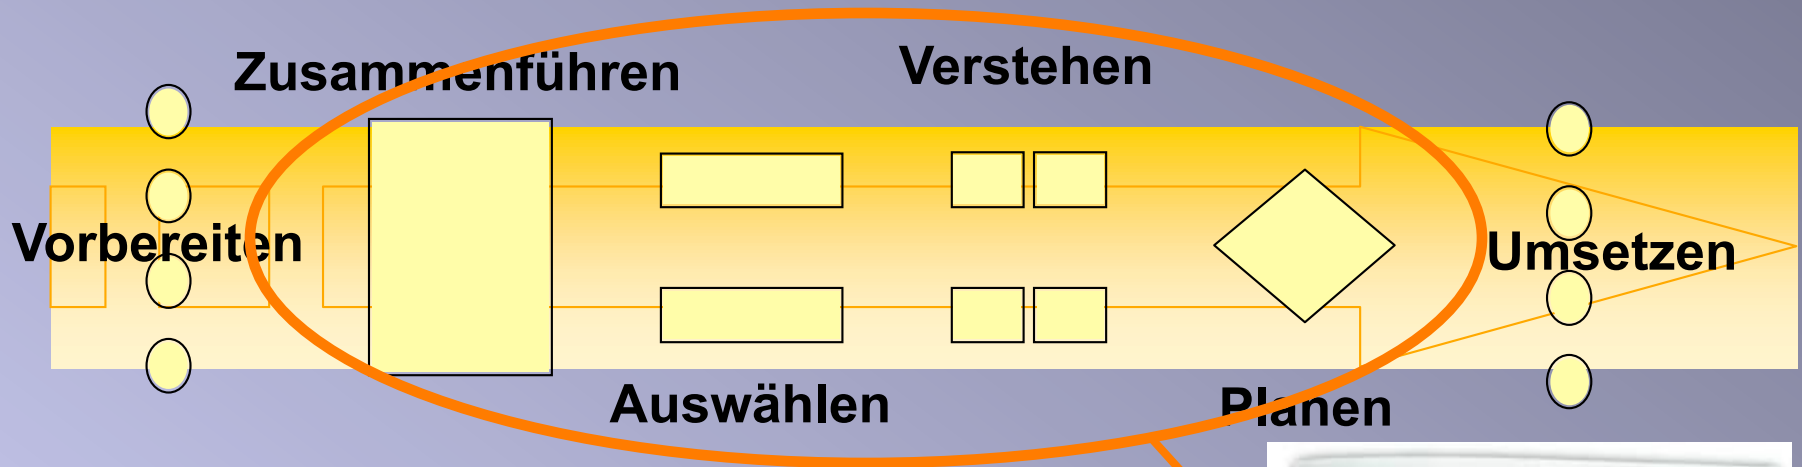 Zusammenführen
Verstehen
Vorbereiten
Umsetzen
Auswählen
Planen